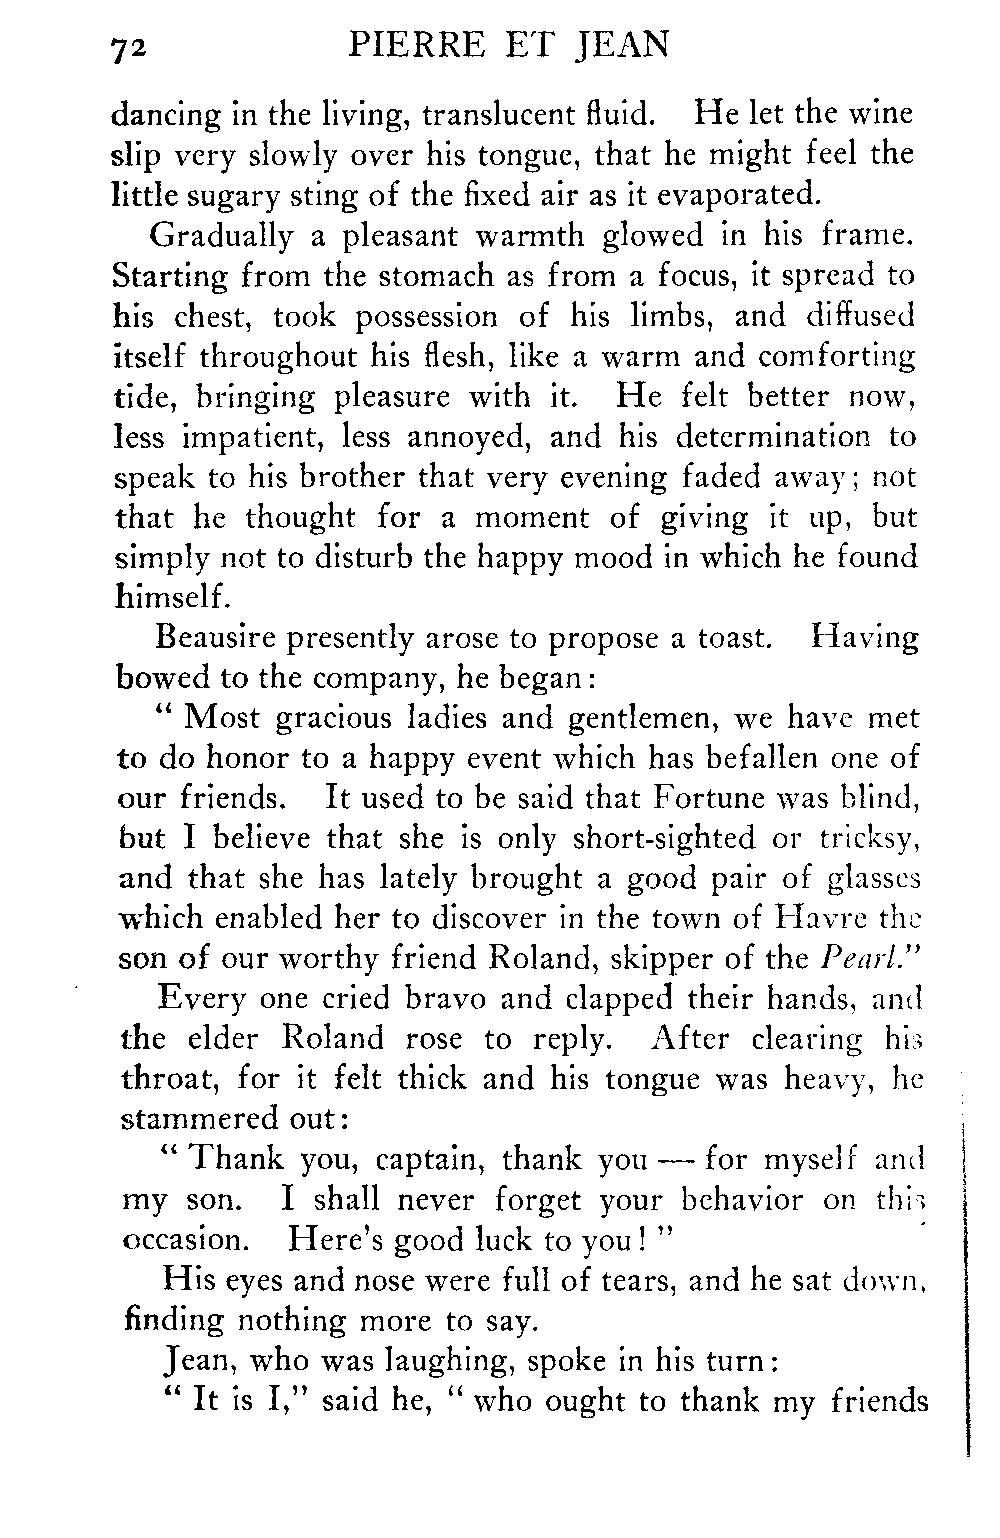 72 PIERRE ET JEAN
dancing in the living, translucent fluid. He let the wine
slip very slowly over his tongue, that he might feel the
little sugary sting of the fixed air as it evaporated.
Gradually a pleasant warmth glowed in his frame.
Starting from the stomach as from a focus, it spread to
his chest, took possession of his limbs, and diffused
itself throughout his flesh, like a warm and comforting
tide, bringing pleasure with it. He felt better now,
less impatient, less annoyed, and his determination to
speak to his brother that very evening faded away; not
that he thought for a moment of giving it up, but
simply not to disturb the happy mood in which he found
himself.
Beausire presently arose to propose a toast. Having
bowed to the company, he began:
“ Most gracious ladies and gentlemen, we have met
to do honor to a happy event which has befallen one of
our friends. It used to be said that Fortune was blind,
but I believe that she is only short-sighted or tricksy,
and that she has lately brought a good pair of glasses
which enabled her to discover in the town of Havre the
son of our worthy friend Roland, skipper of the Pearl.”
Every one cried bravo and clapped their hands, and
the elder Roland rose to reply. After clearing his
throat, for it felt thick and his tongue was heavy, he
stammered out:
“ Thank you, captain, thank you — for myself and
my son. I shall never forget your behavior on this
occasion. Here's good luck to you! ”
His eyes and nose were full of tears, and he sat down,
finding nothing more to say.
Jean, who was laughing, spoke in his turn:
“ It is I,” said he, “ who ought to thank my friends